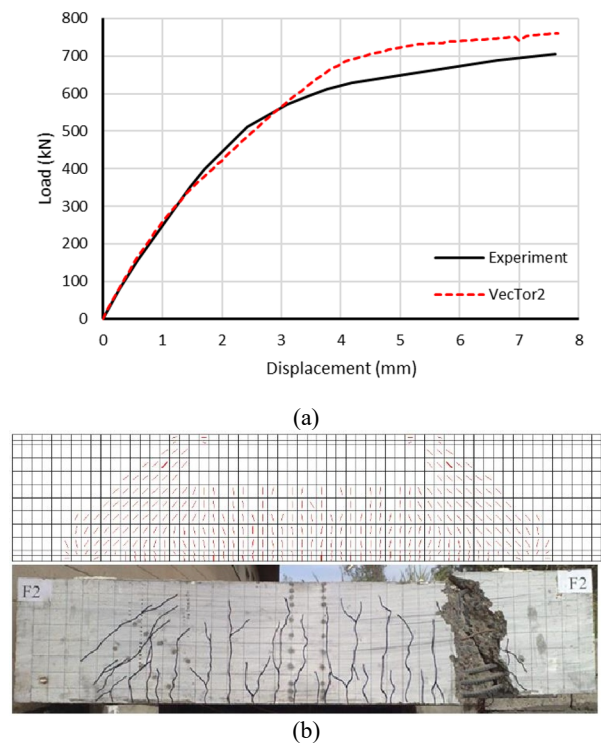 800
700
600
500
400
300
200
100
0
Load (kN)
Experiment
VecTor2
0 1 2 3 4 5 6 7 8
Displacement (mm)
(a)
F2 F2
(b)